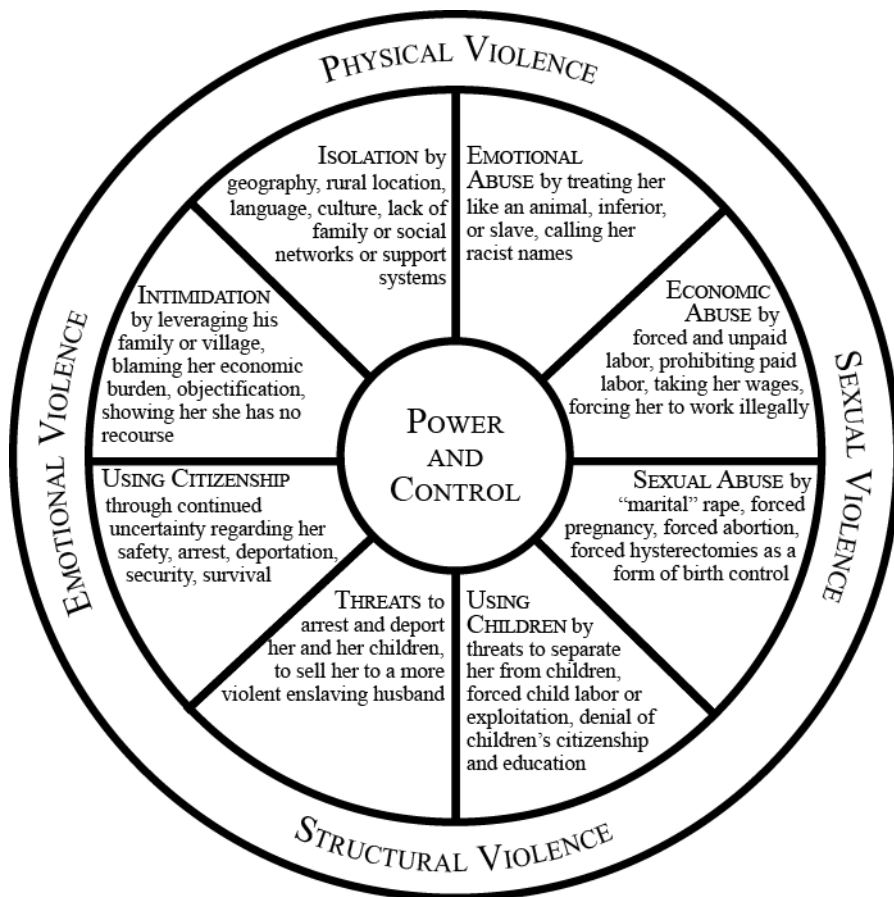 PHYSICAL VIOLENCE
ISOLATION by
geography, rural location,
language, culture, lack of
family or social
networks or support
systems
EMOTIONAL
ABUSE by treating her
like an animal, inferior,
or slave, calling her
racist names
INTIMIDATION
by leveraging his
family or village,
blaming her economic
burden, objectification,
showing her she has no
recourse
ECONOMIC
ABUSE by
forced and unpaid
labor, prohibiting paid
labor, taking her wages,
forcing her to work illegally
EMOTIONAL VIOLENCE
POWER
AND
CONTROL
SEXUAL VIOLENCE
USING CITIZENSHIP
through continued
uncertainty regarding her
safety, arrest, deportation,
security, survival
SEXUAL ABUSE by
“marital” rape, forced
pregnancy, forced abortion,
forced hysterectomies as a
form of birth control
THREATS to
arrest and deport
her and her children,
to sell her to a more
violent enslaving husband
USING
CHILDREN by
threats to separate
her from children,
forced child labor or
exploitation, denial of
children’s citizenship
and education
STRUCTURAL VIOLENCE